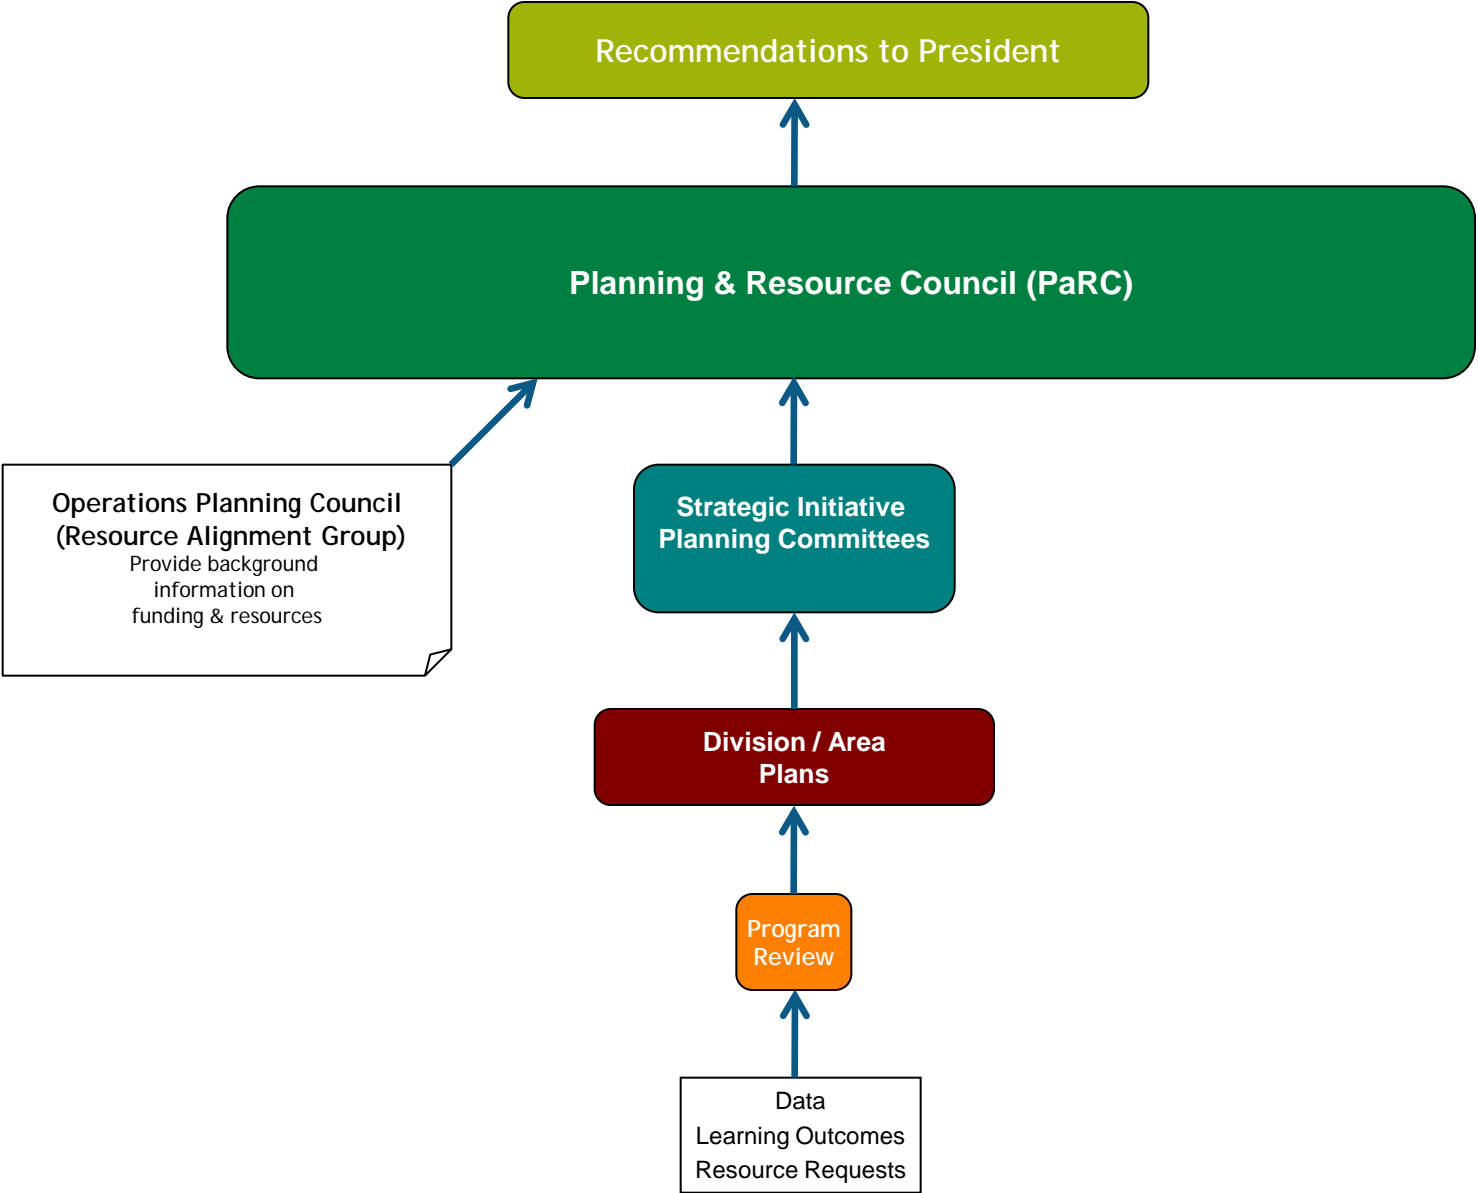 Recommendations to President
Planning & Resource Council (PaRC)
Operations Planning Council
(Resource Alignment Group)
Provide background
information on
funding & resources
Strategic Initiative
Planning Committees
Division / Area
Plans
Program
Review
Data
Learning Outcomes
Resource Requests